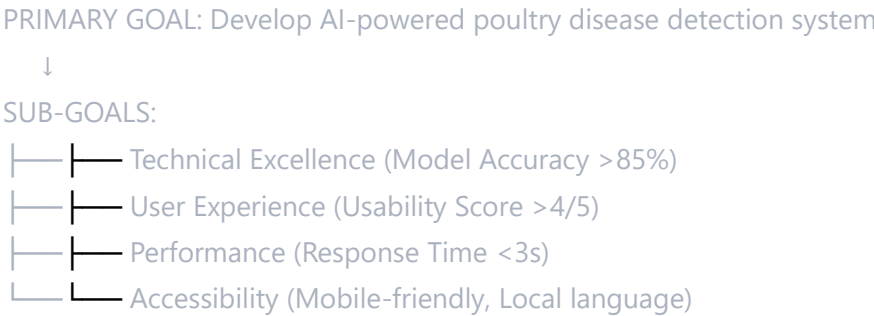 PRIMARY GOAL: Develop AI-powered poultry disease detection system
↓
SUB-GOALS:
├── ├── Technical Excellence (Model Accuracy >85%)
├── ├── User Experience (Usability Score >4/5)
├── ├── Performance (Response Time <3s)
└── └── Accessibility (Mobile-friendly, Local language)